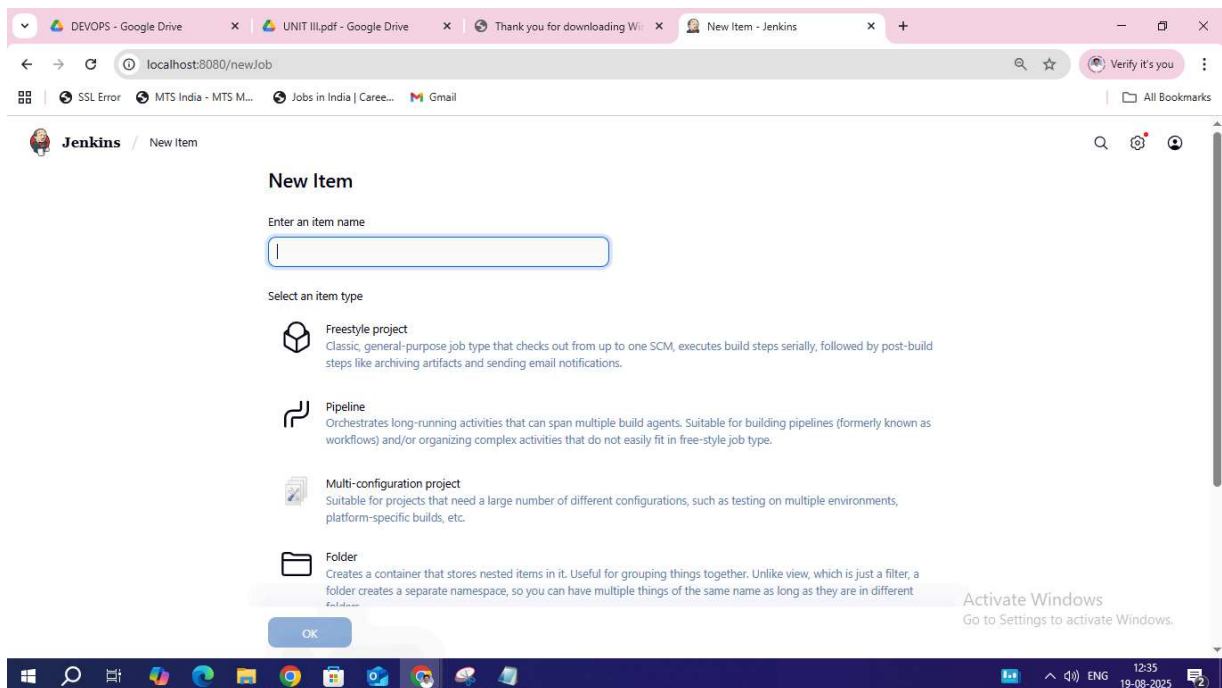 DEVOPS - Google Drive
UNIT III.pdf - Google Drive
Thank you for downloading Wi
New Item - Jenkins
localhost:8080/newJob
Verify it's you
SSL Error
MTS India - MTS M...
Jobs in India | Caree...
Gmail
All Bookmarks
Jenkins / New Item
New Item
Enter an item name
Select an item type
Freestyle project
Classic, general-purpose job type that checks out from up to one SCM, executes build steps serially, followed by post-build
steps like archiving artifacts and sending email notifications.
Pipeline
Orchestrates long-running activities that can span multiple build agents. Suitable for building pipelines (formerly known as
workflows) and/or organizing complex activities that do not easily fit in free-style job type.
Multi-configuration project
Suitable for projects that need a large number of different configurations, such as testing on multiple environments,
platform-specific builds, etc.
Folder
Creates a container that stores nested items in it. Useful for grouping things together. Unlike view, which is just a filter, a
folder creates a separate namespace, so you can have multiple things of the same name as long as they are in different
folders.
OK
Activate Windows
Go to Settings to activate Windows.
ENG
12:35
19-08-2025
2